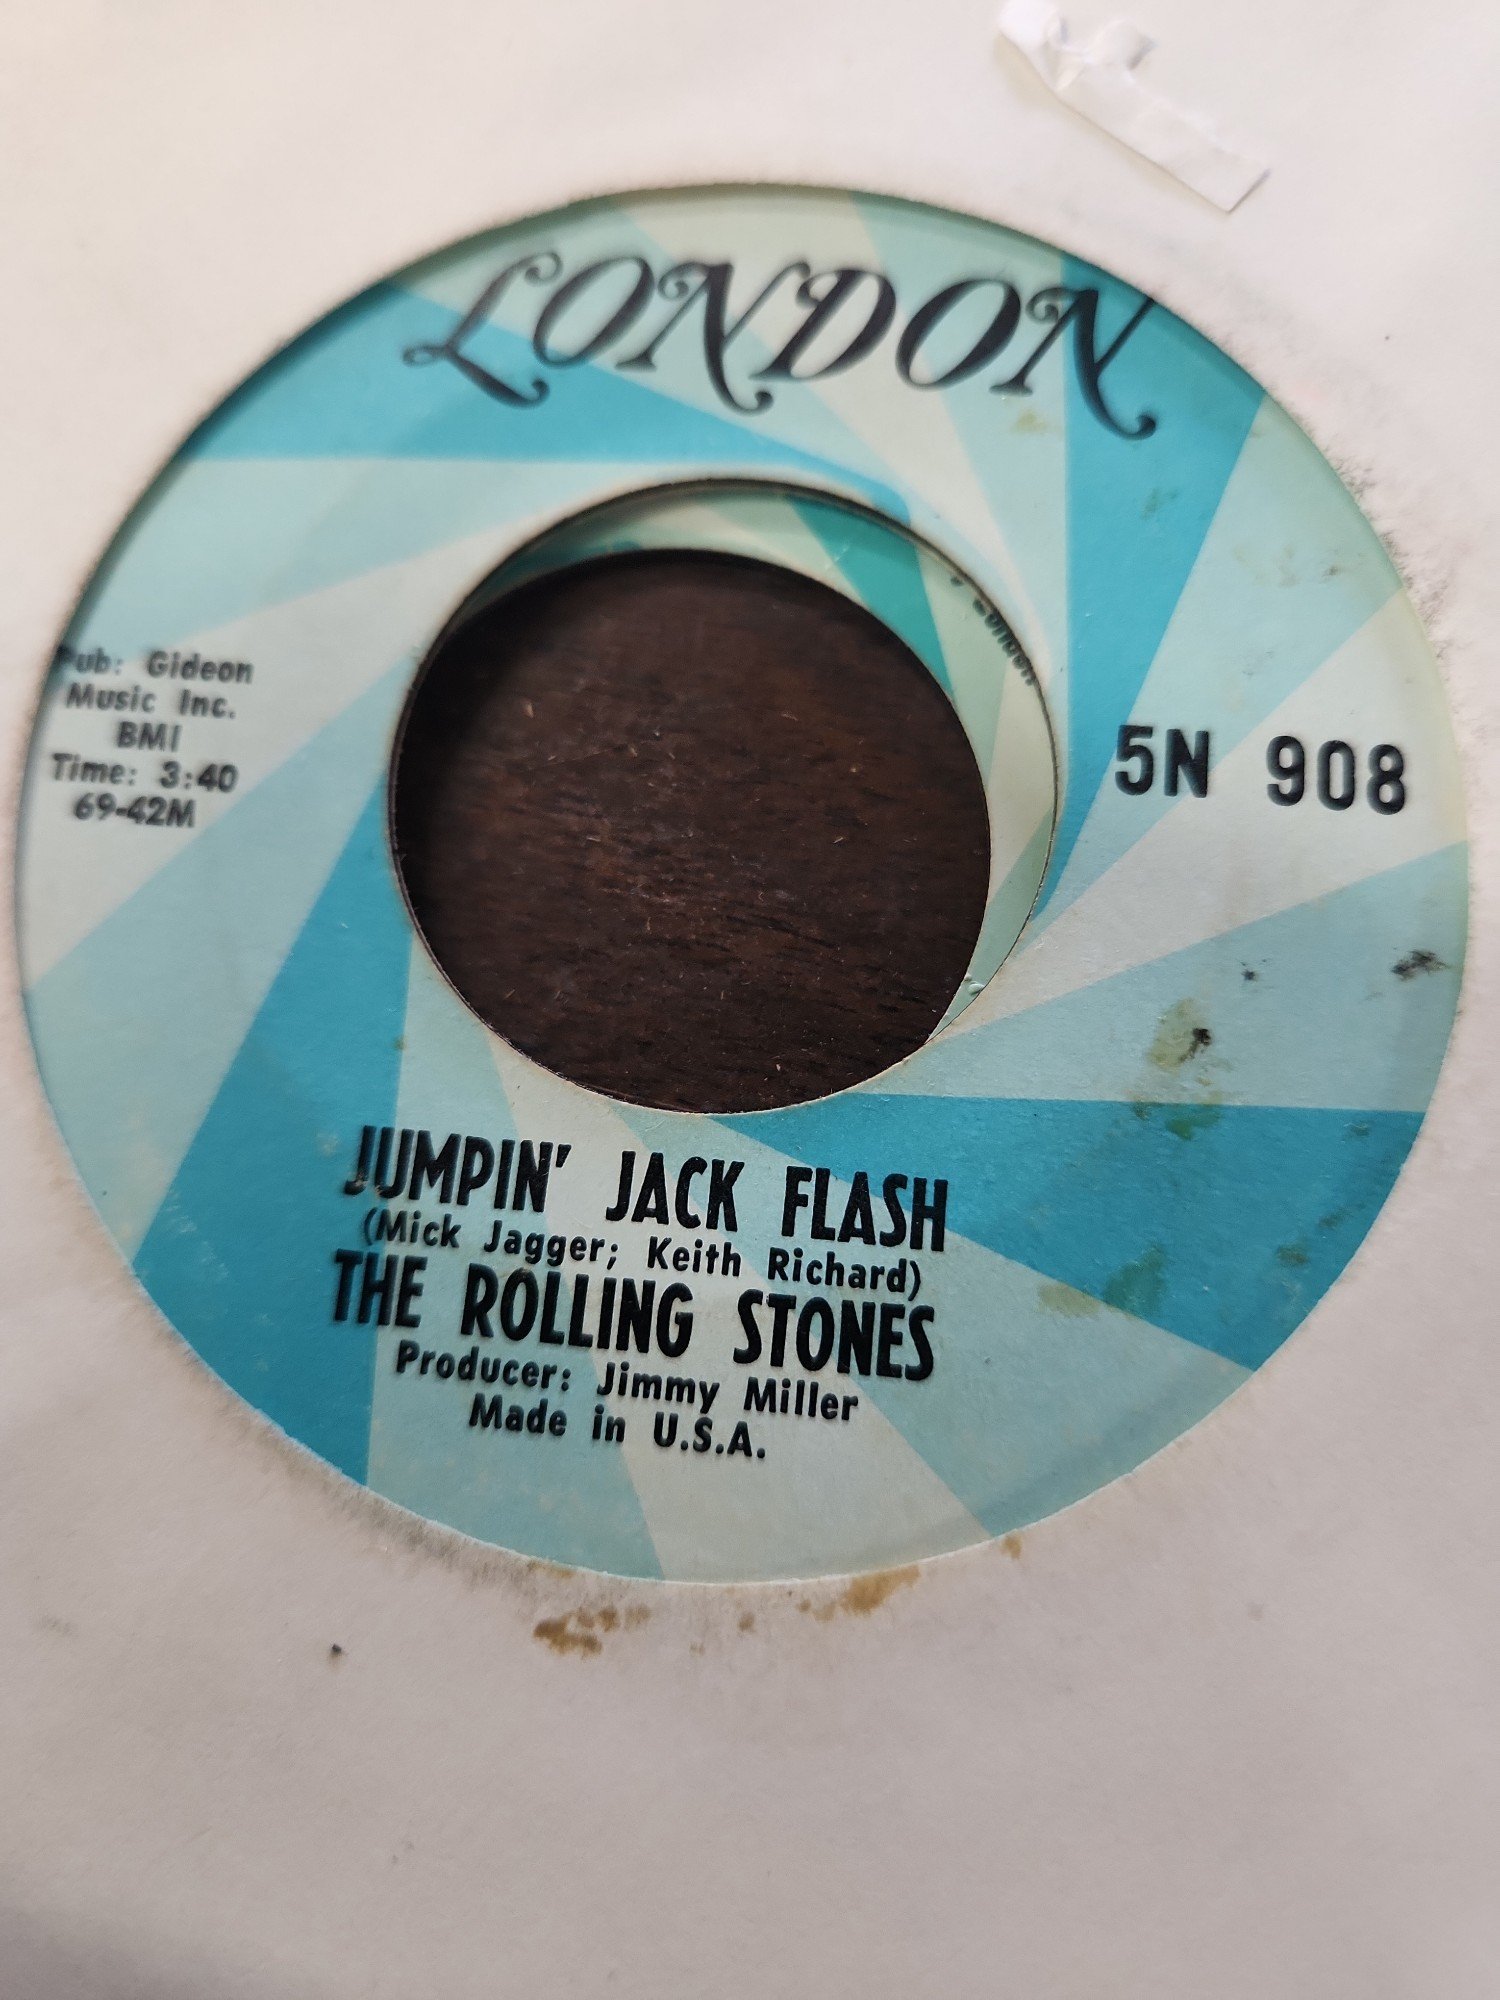 LONDON
Pub: Gideon
Music Inc.
BMI
Time: 3:40
69-42M
5N 908
JUMPIN' JACK FLASH
(Mick Jagger; Keith Richard)
THE ROLLING STONES
Producer: Jimmy Miller
Made in U.S.A.